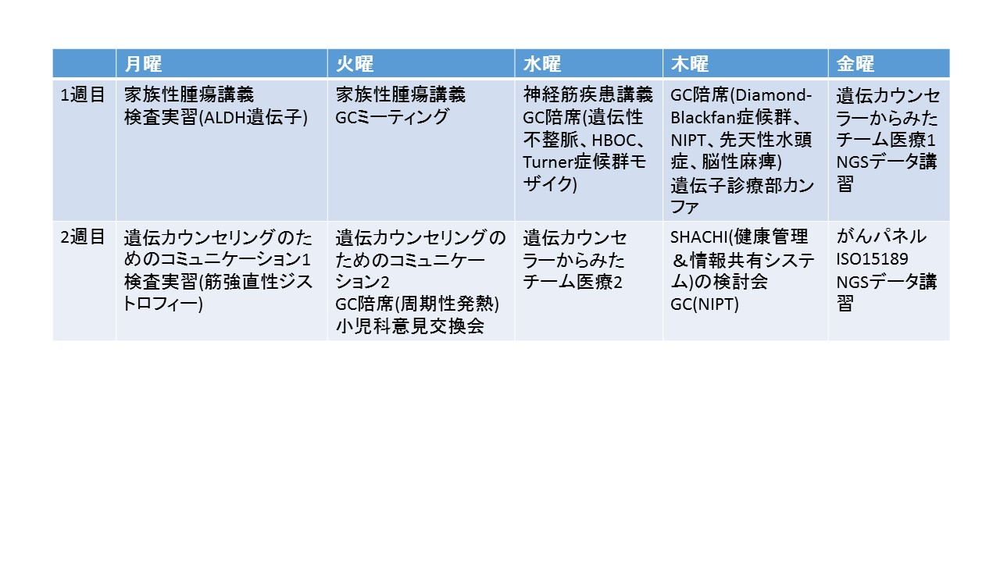 月曜
火曜
水曜
木曜
金曜
1週目
家族性腫瘍講義
検査実習(ALDH遺伝子)
家族性腫瘍講義
GCミーティング
神経筋疾患講義
GC陪席(遺伝性
不整脈、HBOC、
Turner症候群モ
ザイク)
GC陪席(Diamond-
Blackfan症候群、
NIPT、先天性水頭
症、脳性麻痺)
遺伝子診療部カン
ファ
遺伝カウンセ
ラーからみた
チーム医療1
NGSデータ講
習
2週目
遺伝カウンセリングのた
めのコミュニケーション1
検査実習(筋強直性ジス
トロフィー)
遺伝カウンセリングの
ためのコミュニケー
ション2
GC陪席(周期性発熱)
小児科意見交換会
遺伝カウンセ
ラーからみた
チーム医療2
SHACHI(健康管理
＆情報共有システ
ム)の検討会
GC(NIPT)
がんパネル
ISO15189
NGSデータ講
習